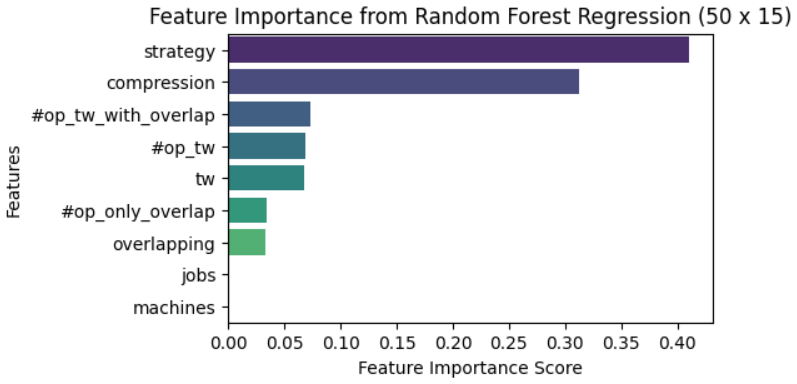 Feature Importance from Random Forest Regression (50 x 15)
Features
strategy
compression
#op_tw_with_overlap
#op_tw
tw
#op_only_overlap
overlapping
jobs
machines
0.00 0.05 0.10 0.15 0.20 0.25 0.30 0.35 0.40
Feature Importance Score